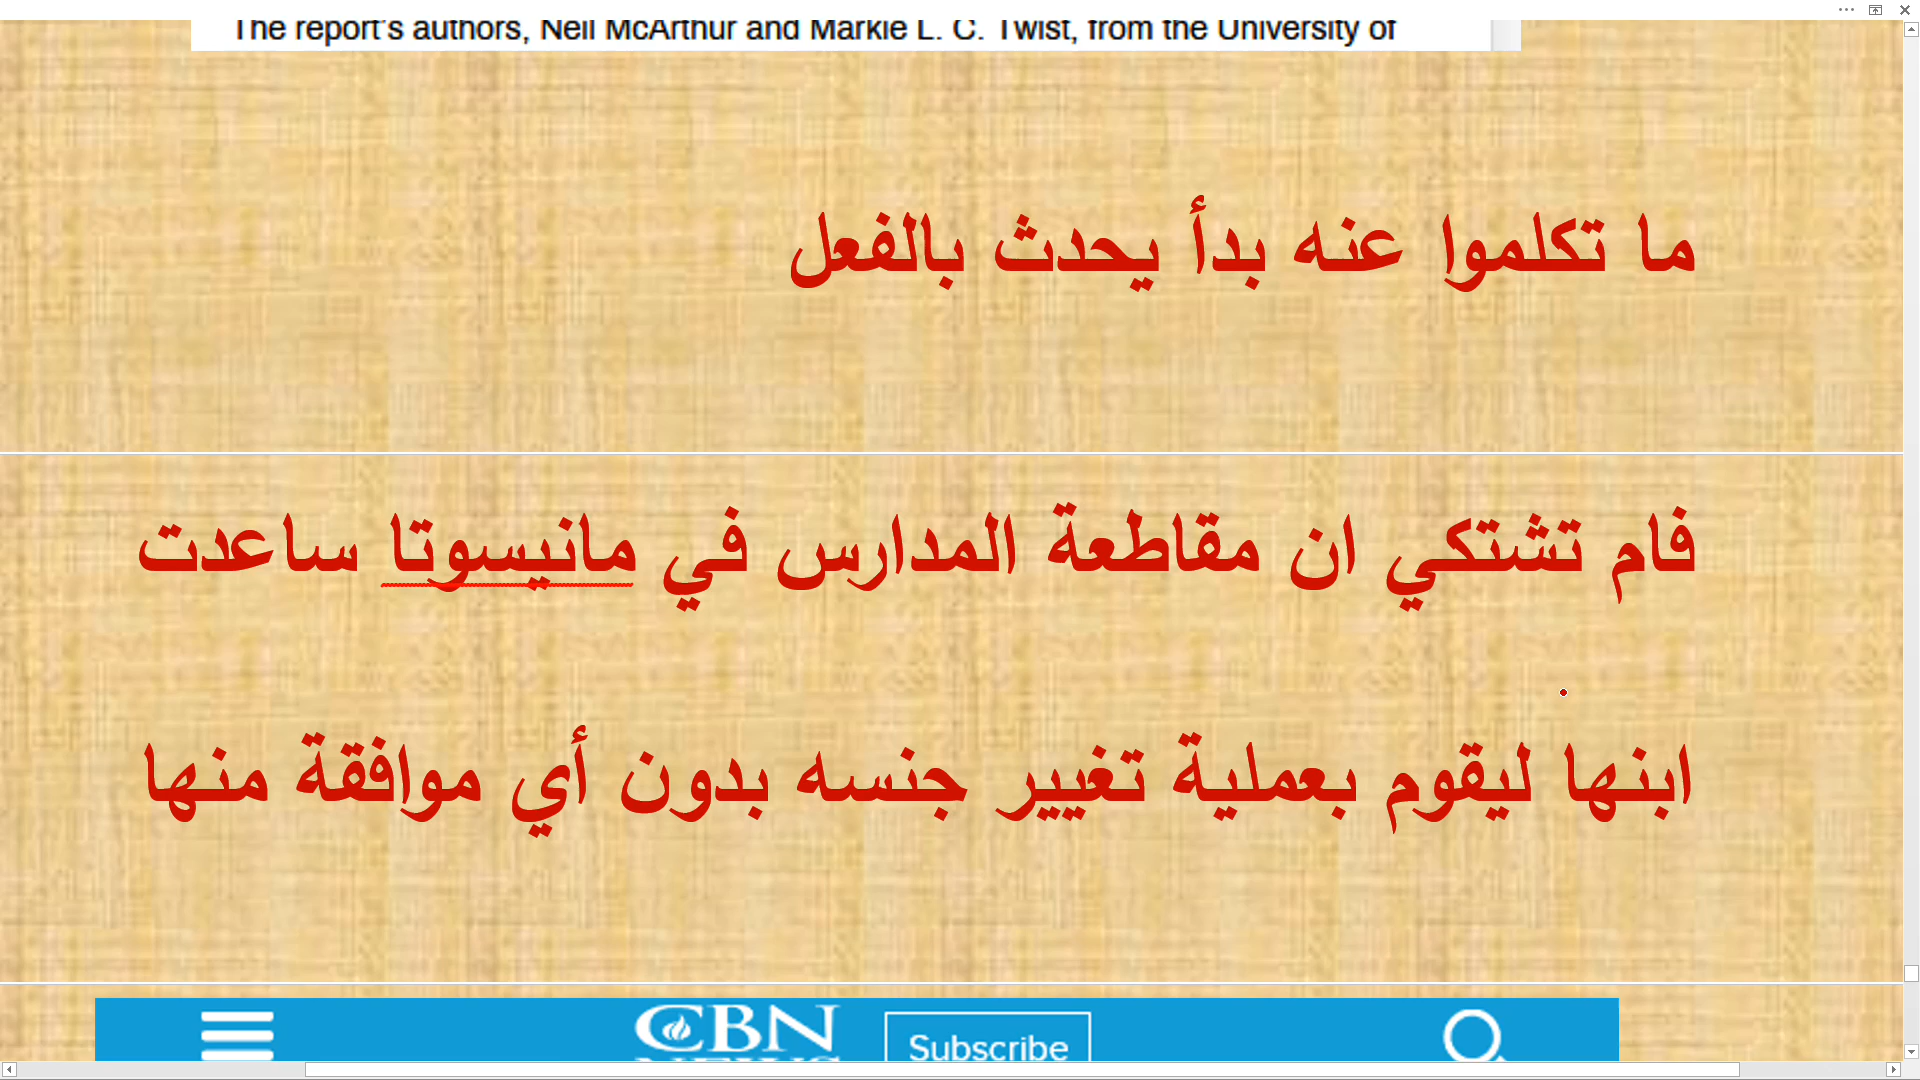 The report's authors, Neil McArthur and Markie L. C. Twist, from the University of
ما تكلموا عنه بدأ يحدث بالفعل
فام تشتكي ان مقاطعة المدارس في مانيسوتا ساعدت
ابنها ليقوم بعملية تغيير جنسه بدون أي موافقة منها
CBN
NEWS
Subscribe